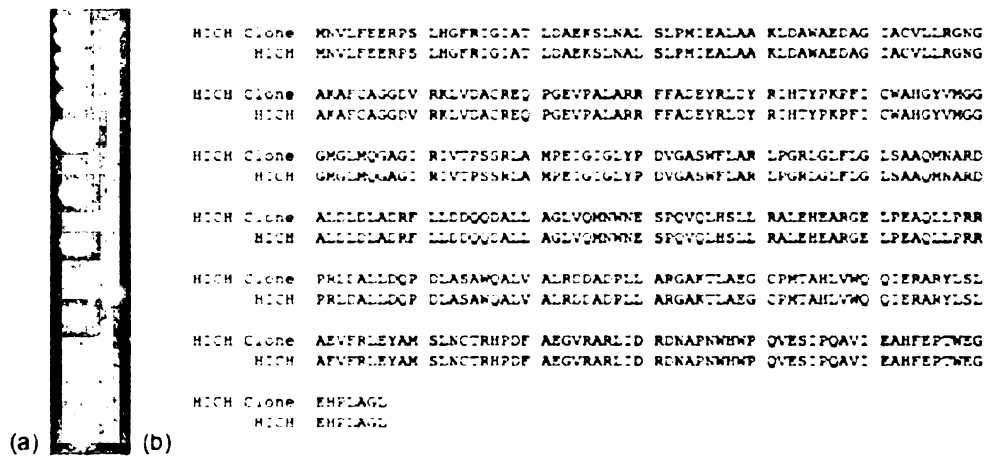 HICH Clone MNVLFEERPS LHGFRIGIAT LDAEKSLNAL SLPMIEALAA KLDAWAEDAG IACVLLRGNG
HICH MNVLFEERPS LHGFRIGIAT LDAEKSLNAL SLPMIEALAA KLDAWAEDAG IACVLLRGNG
HICH Clone AKAFCAGGDV RKLVDACREQ PGEVPALARR FFADEYRLDY RIHTYPKPFI CWAHGYVMGG
HICH AKAFCAGGDV RKLVDACREQ PGEVPALARR FFADEYRLDY RIHTYPKPFI CWAHGYVMGG
HICH Clone GMGLMQGAGI RIVTPSSRLA MPEIGIGLYP DVGASWFLAR LPGRLGLFLG LSAAQMNARD
HICH GMGLMQGAGI RIVTPSSRLA MPEIGIGLYP DVGASWFLAR LPGRLGLFLG LSAAQMNARD
HICH Clone ALDLDLADRF LLDDQQDALL AGLVQMNWNE SPQVQLHSLL RALEHEARGE LPEAQLLPRR
HICH ALDLDLADRF LLDDQQDALL AGLVQMNWNE SPQVQLHSLL RALEHEARGE LPEAQLLPRR
HICH Clone PRLDALLDQP DLASAWQALV ALRDDADPLL ARGAKTLAEG CPMTAHLVWQ QIERARYLSL
HICH PRLDALLDQP DLASAWQALV ALRDDADPLL ARGAKTLAEG CPMTAHLVWQ QIERARYLSL
HICH Clone AEVFRLEYAM SLNCTRHPDF AEGVRARLID RDNAPNWHWP QVESIPQAVI EAHFEPTWEG
HICH AEVFRLEYAM SLNCTRHPDF AEGVRARLID RDNAPNWHWP QVESIPQAVI EAHFEPTWEG
HICH Clone EHPLAGL
HICH EHPLAGL
(a) (b)